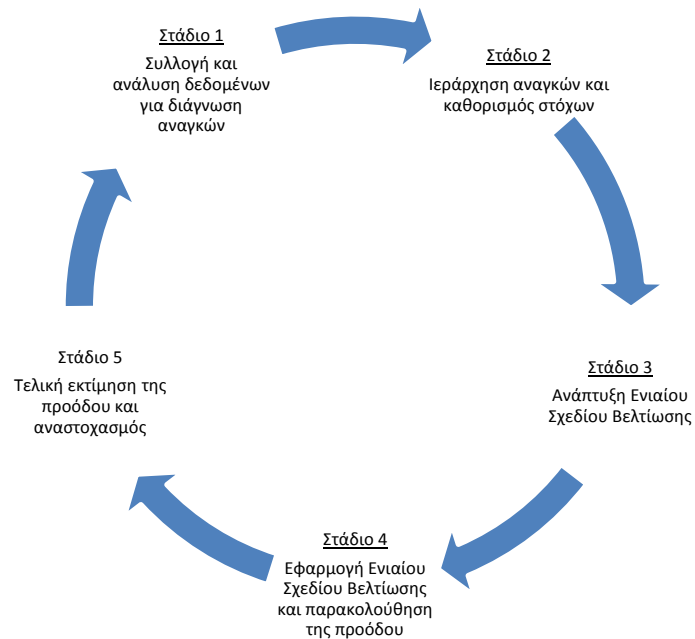 Στάδιο 1
Συλλογή και
ανάλυση δεδομένων
για διάγνωση
αναγκών
Στάδιο 2
Ιεράρχηση αναγκών και
καθορισμός στόχων
Στάδιο 3
Ανάπτυξη Ενιαίου
Σχεδίου Βελτίωσης
Στάδιο 4
Εφαρμογή Ενιαίου
Σχεδίου Βελτίωσης
και παρακολούθηση
της προόδου
Στάδιο 5
Τελική εκτίμηση της
προόδου και
αναστοχασμός